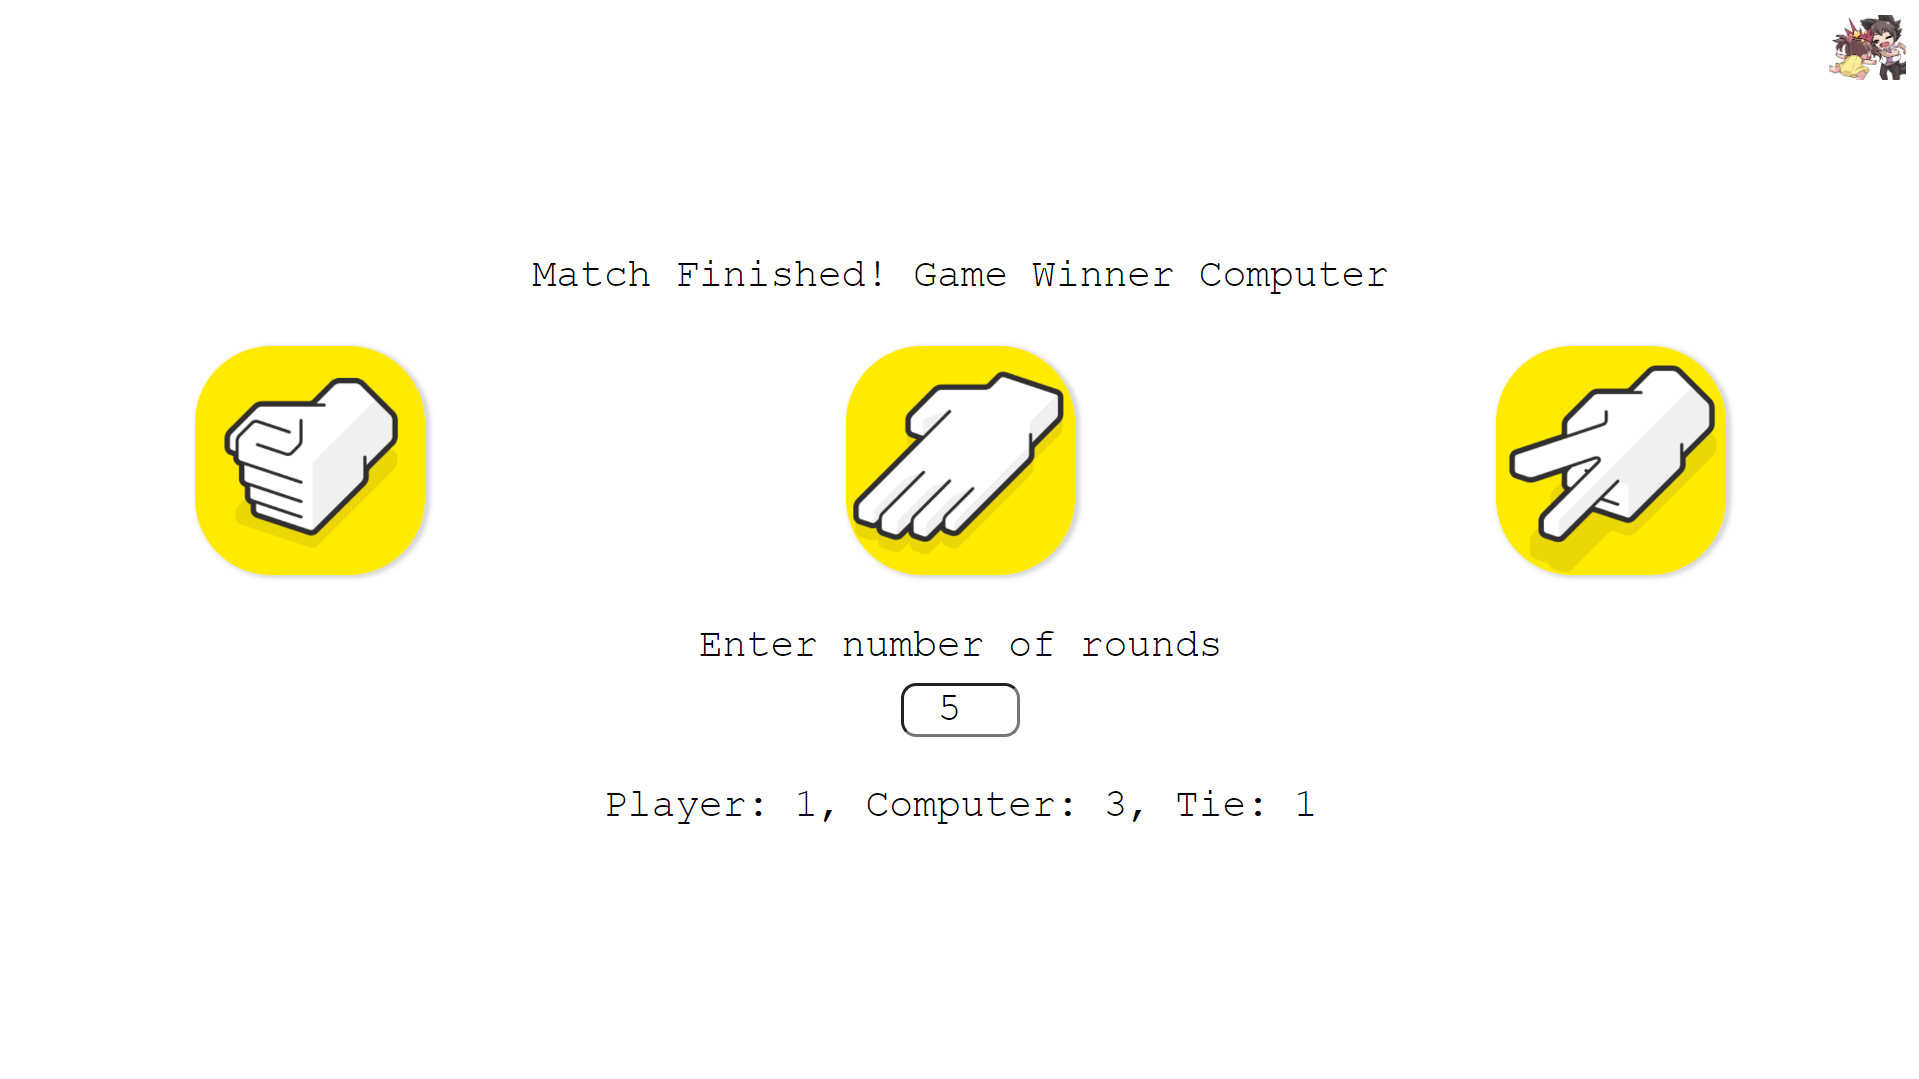 Match Finished! Game Winner Computer
Enter number of rounds
5
Player: 1, Computer: 3, Tie: 1